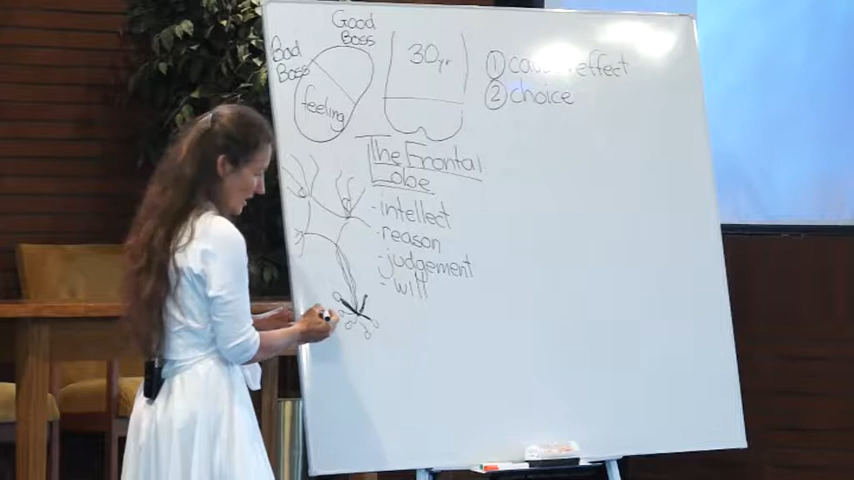 Good
Boss
Bad
Boss
feeling
30yr
① cause effect
② choice
The Frontal
Lobe
- intellect
- reason
- judgement
- will